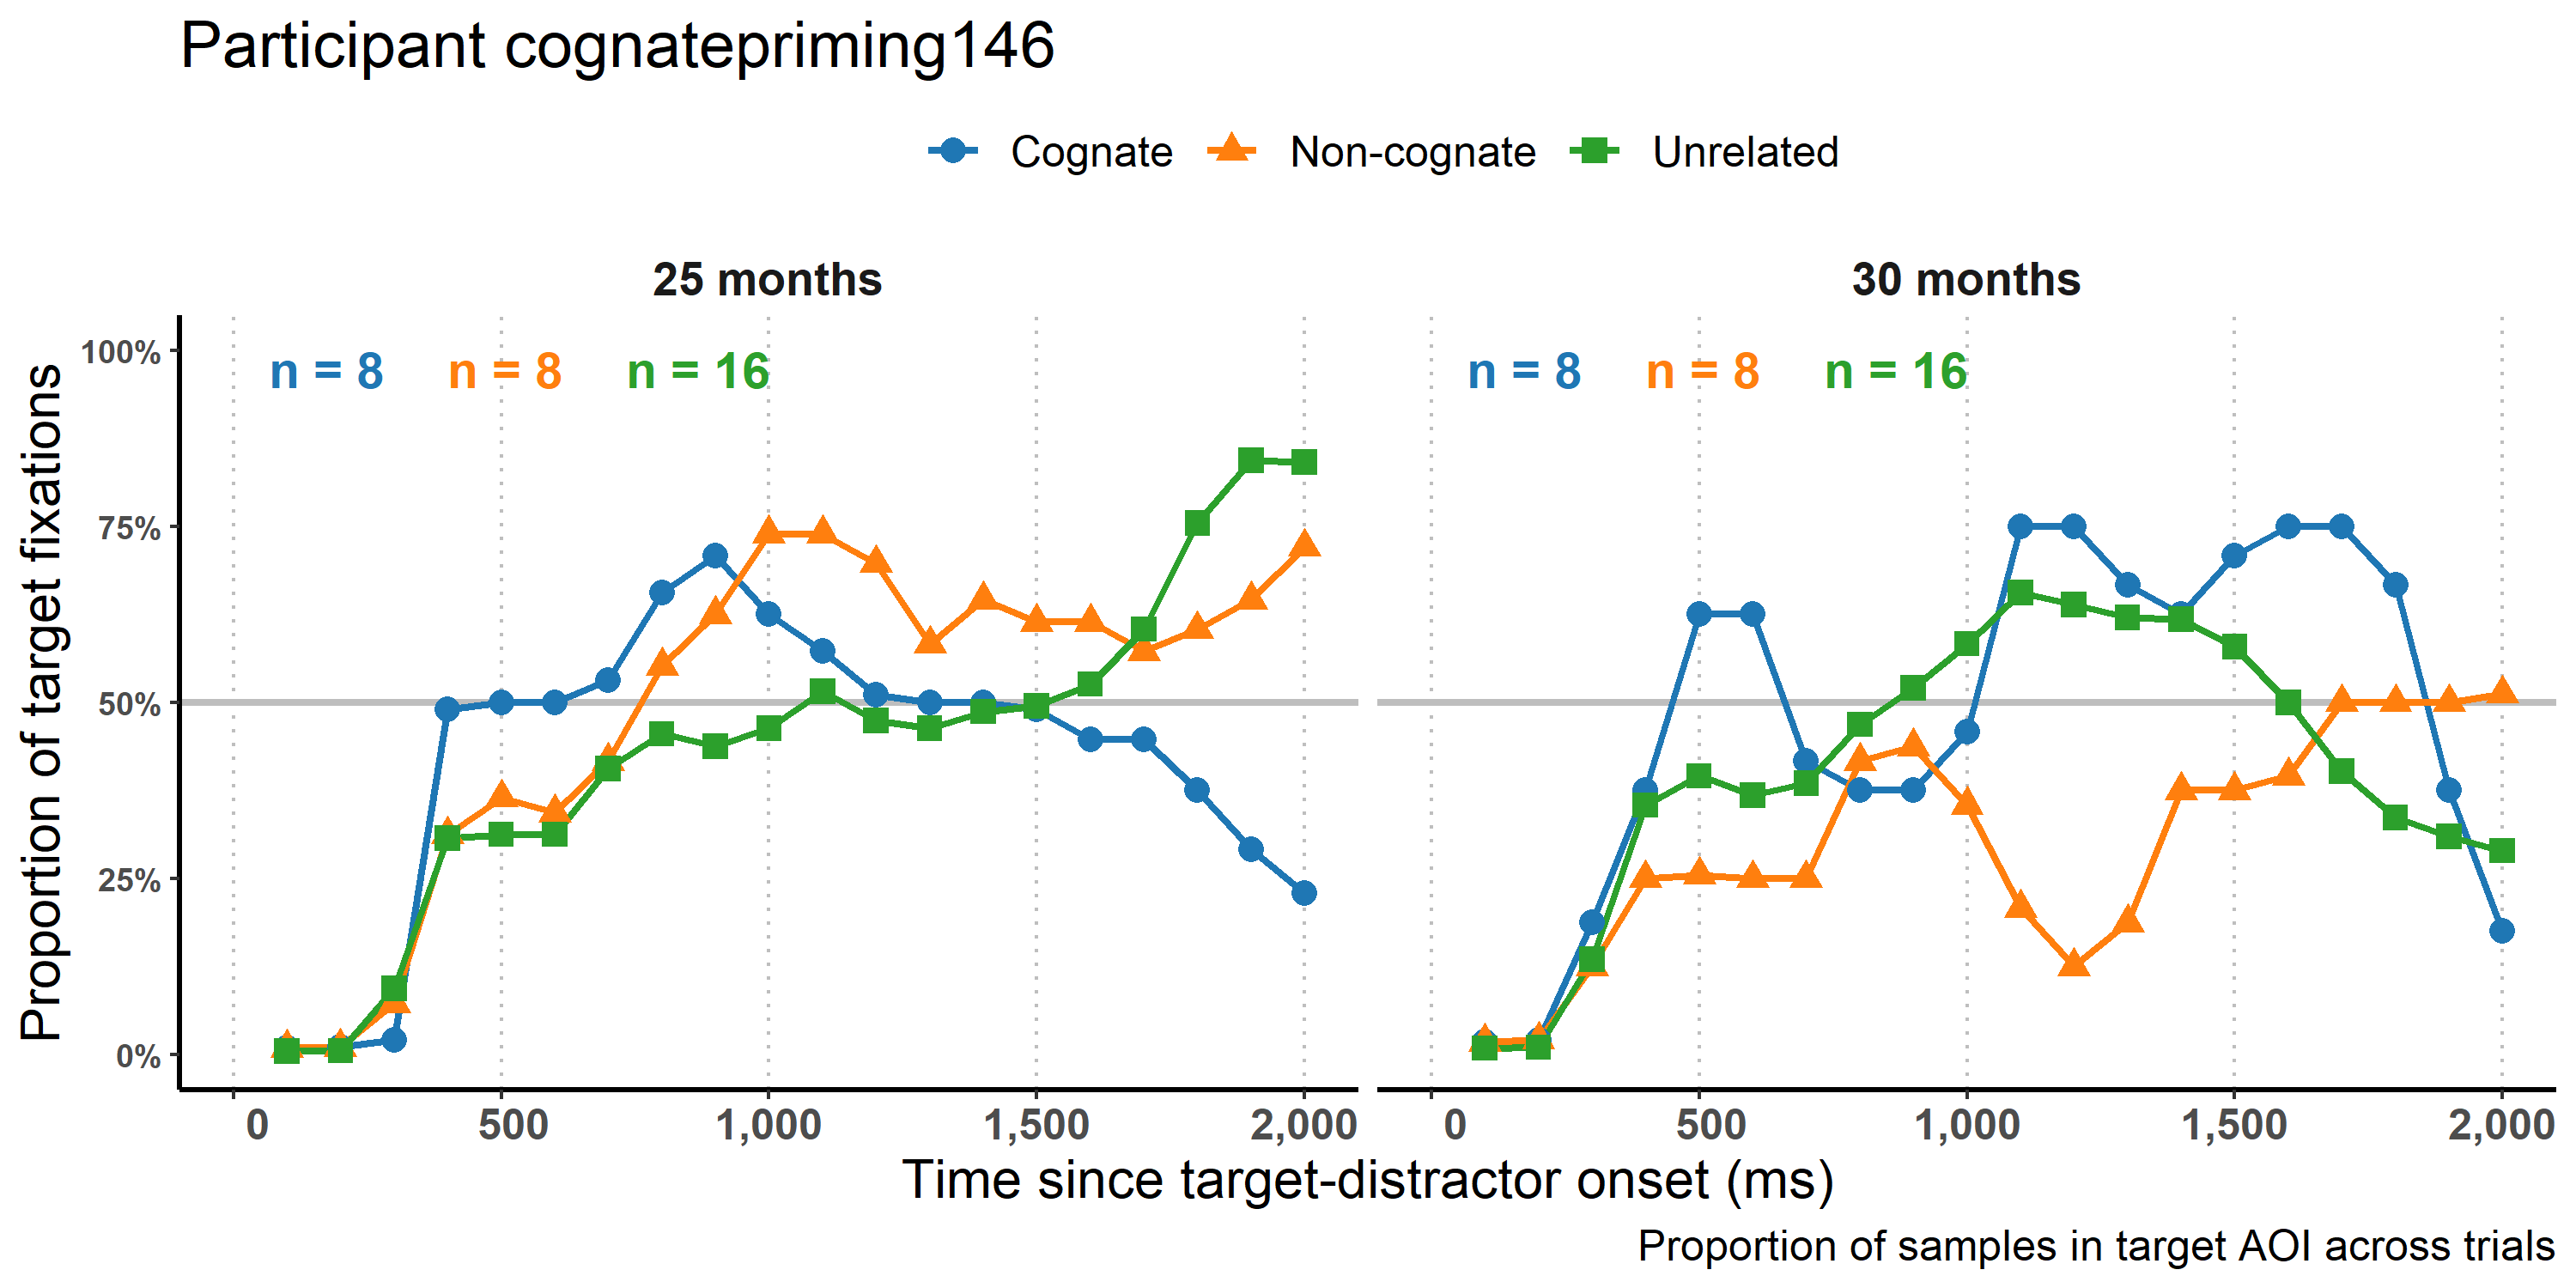 Participant cognatepriming146
Cognate Non-cognate Unrelated
25 months 30 months
n = 8 n = 8 n = 16 n = 8 n = 8 n = 16
100%
75%
50%
25%
0%
Proportion of target fixations
0 500 1,000 1,500 2,000 0 500 1,000 1,500 2,000
Time since target-distractor onset (ms)
Proportion of samples in target AOI across trials